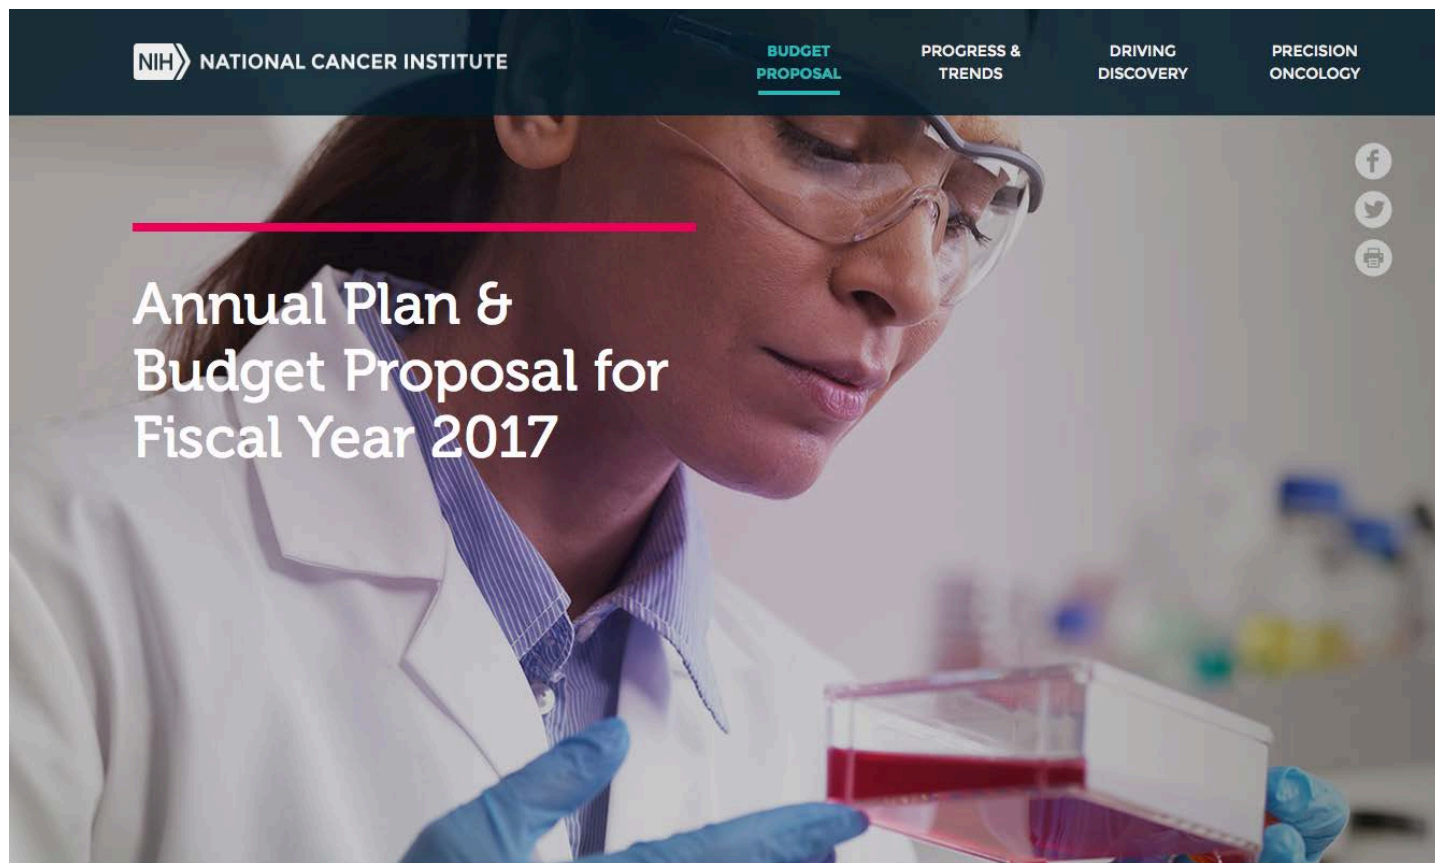 NIH NATIONAL CANCER INSTITUTE
BUDGET
PROPOSAL
PROGRESS &
TRENDS
DRIVING
DISCOVERY
PRECISION
ONCOLOGY
Annual Plan &
Budget Proposal for
Fiscal Year 2017